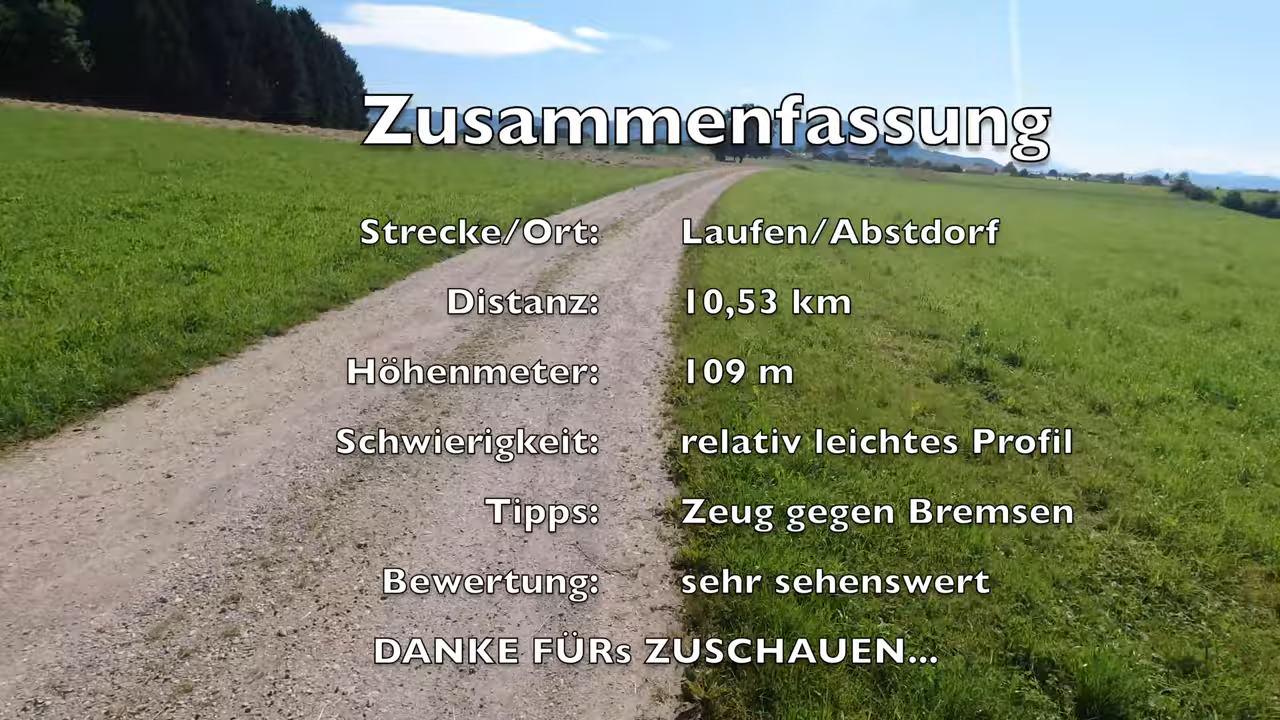 Zusammenfassung
Strecke/Ort: Laufen/Abstdorf
Distanz: 10,53 km
Höhenmeter: 109 m
Schwierigkeit: relativ leichtes Profil
Tipps: Zeug gegen Bremsen
Bewertung: sehr sehenswert
DANKE FÜRs ZUSCHAUEN...